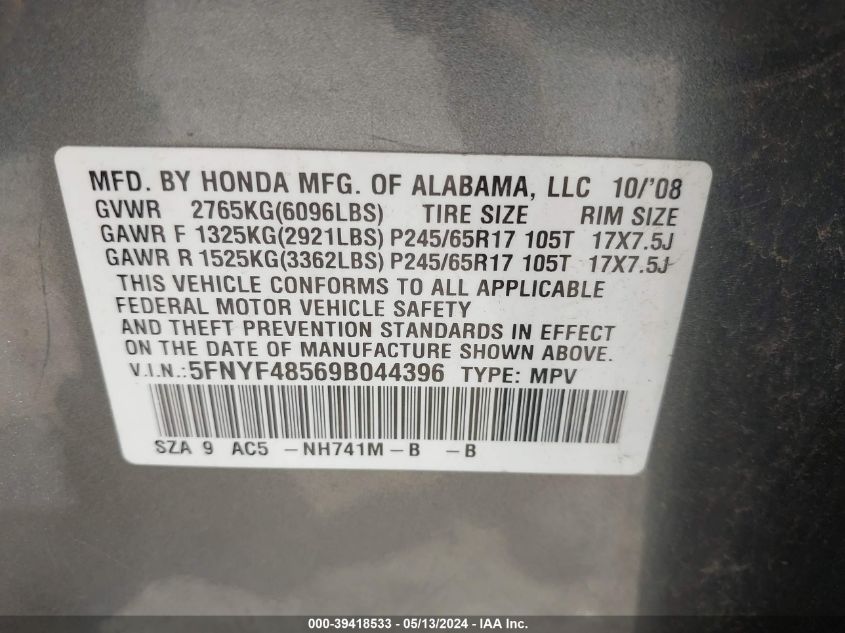 MFD. BY HONDA MFG. OF ALABAMA, LLC 10/'08
GVWR 2765KG(6096LBS) TIRE SIZE RIM SIZE
GAWR F 1325KG(2921LBS) P245/65R17 105T 17X7.5J
GAWR R 1525KG(3362LBS) P245/65R17 105T 17X7.5J
THIS VEHICLE CONFORMS TO ALL APPLICABLE
FEDERAL MOTOR VEHICLE SAFETY
AND THEFT PREVENTION STANDARDS IN EFFECT
ON THE DATE OF MANUFACTURE SHOWN ABOVE.
V.I.N.:5FNYF48569B044396 TYPE: MPV
SZA 9 AC5 -NH741M-B -B
000-39418533 - 05/13/2024 - IAA Inc.